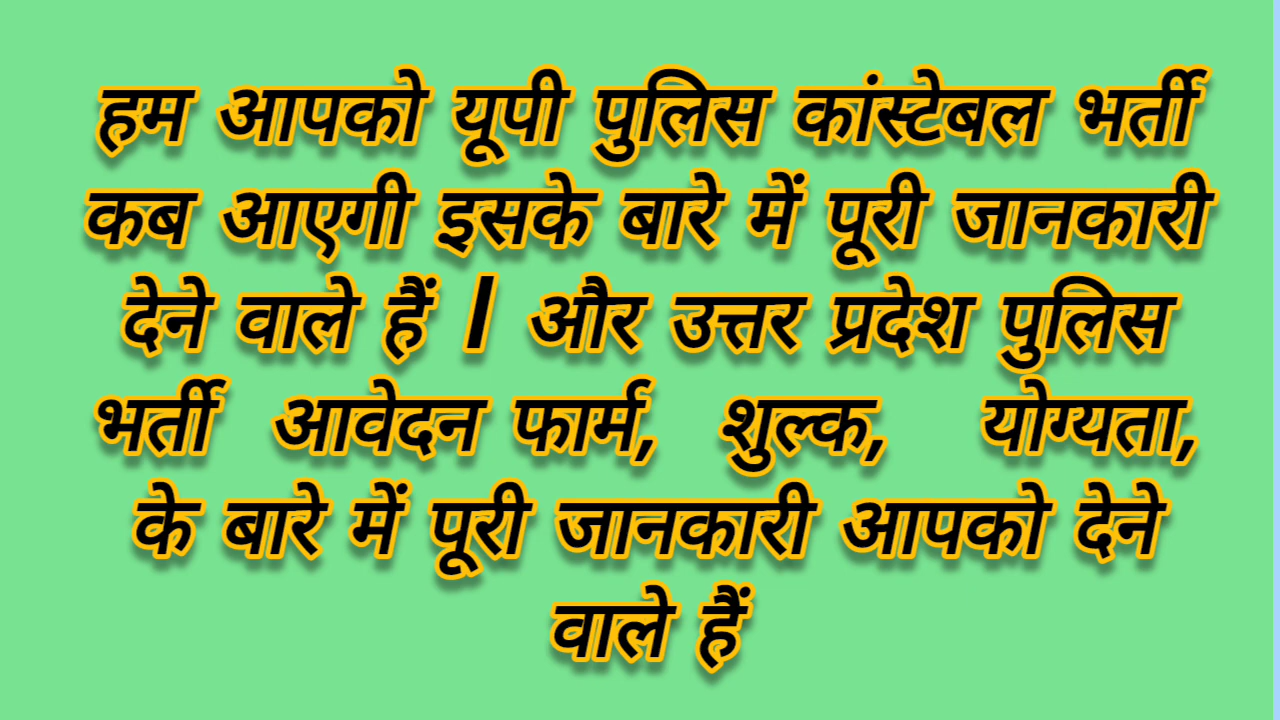 हम आपको यूपी पुलिस कांस्टेबल भर्ती
कब आएगी इसके बारे में पूरी जानकारी
देने वाले हैं | और उत्तर प्रदेश पुलिस
भर्ती आवेदन फार्म, शुल्क, योग्यता,
के बारे में पूरी जानकारी आपको देने
वाले हैं